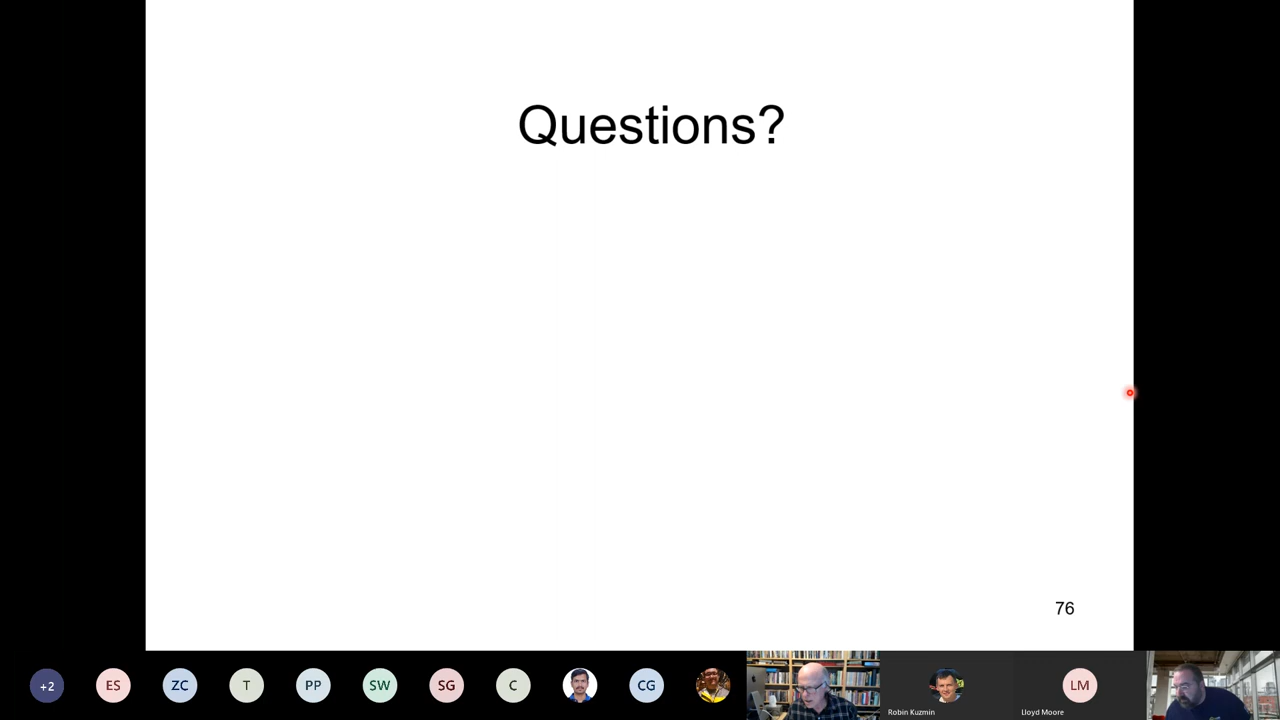 Questions?
76
+2
ES
ZC
T
PP
SW
SG
C
CG
Robin Kuzmin
LM
Lloyd Moore